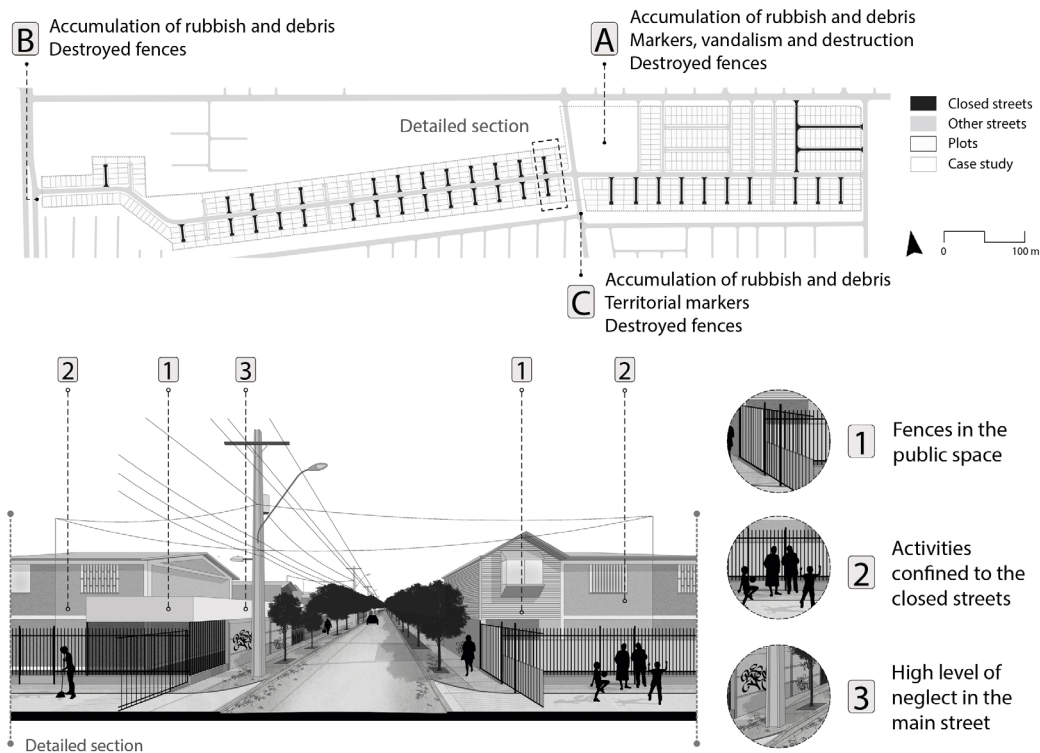 B
Accumulation of rubbish and debris
Destroyed fences
A
Accumulation of rubbish and debris
Markers, vandalism and destruction
Destroyed fences
Detailed section
Closed streets
Other streets
Plots
Case study
0
100 m
C
Accumulation of rubbish and debris
Territorial markers
Destroyed fences
2
1
3
1
2
1
Fences in the
public space
2
Activities
confined to the
closed streets
3
High level of
neglect in the
main street
Detailed section